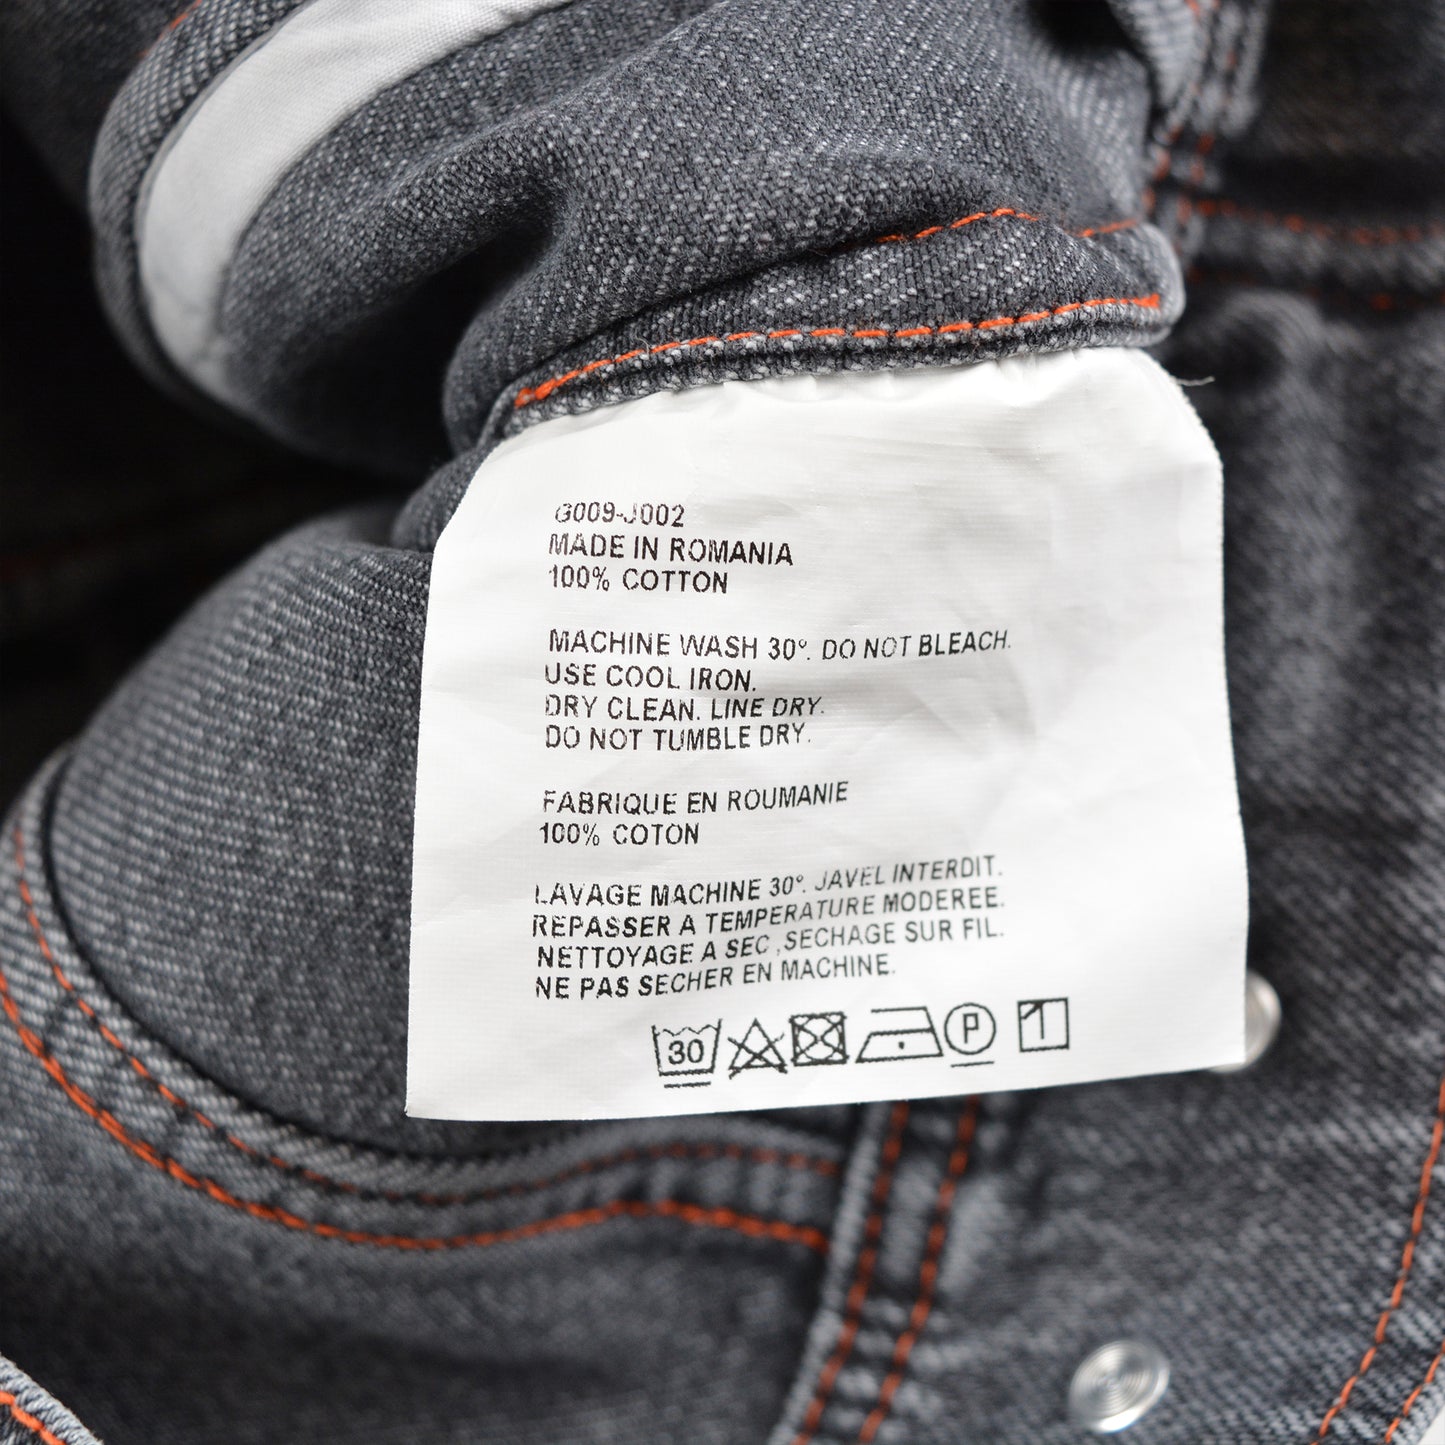 G009-J002
MADE IN ROMANIA
100% COTTON
MACHINE WASH 30°. DO NOT BLEACH.
USE COOL IRON.
DRY CLEAN. LINE DRY.
DO NOT TUMBLE DRY.
FABRIQUE EN ROUMANIE
100% COTON
LAVAGE MACHINE 30°. JAVEL INTERDIT.
REPASSER A TEMPERATURE MODEREE.
NETTOYAGE A SEC ,SECHAGE SUR FIL.
NE PAS SECHER EN MACHINE.
30 P